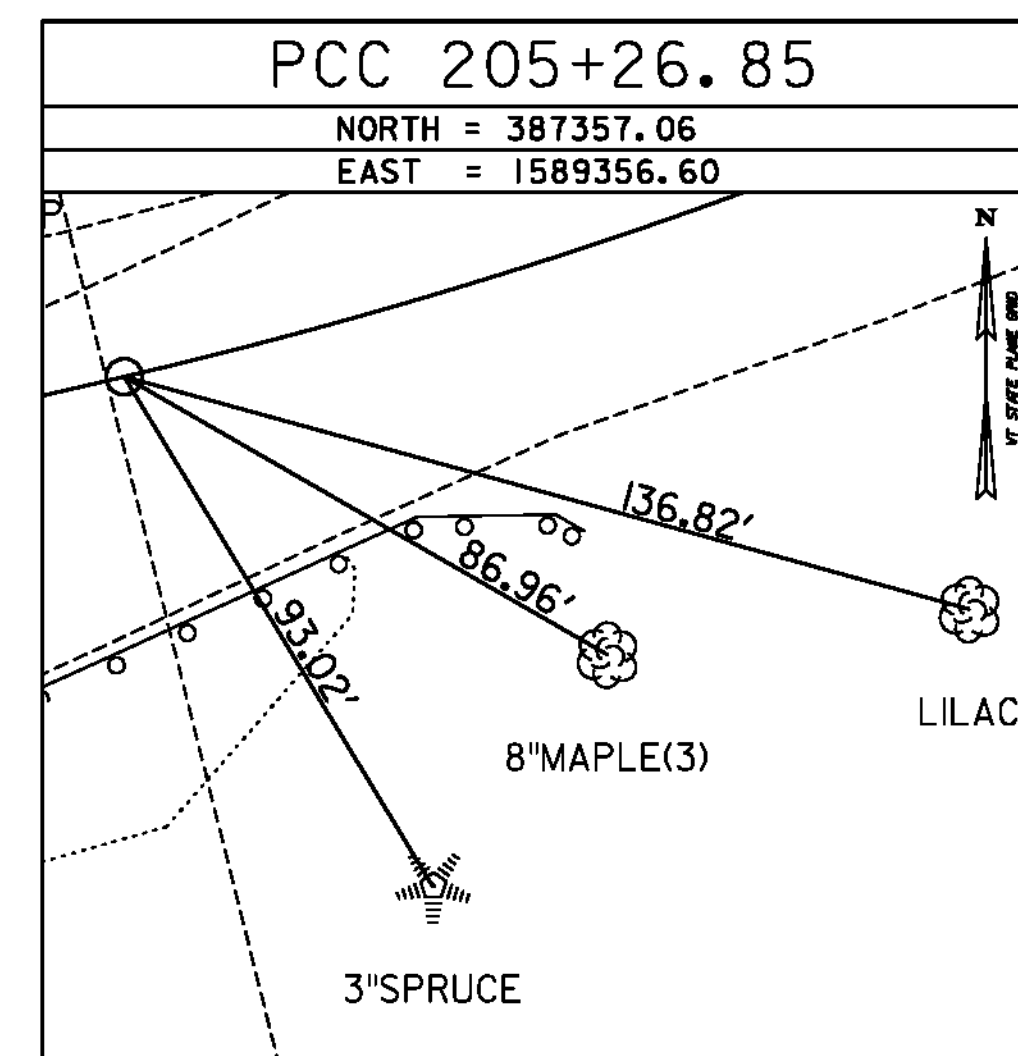 PCC 205+26.85
NORTH = 387357.06
EAST = 1589356.60
N
VT STATE PLANE GRID
136.82'
86.96'
93.02'
LILAC
8"MAPLE(3)
3"SPRUCE